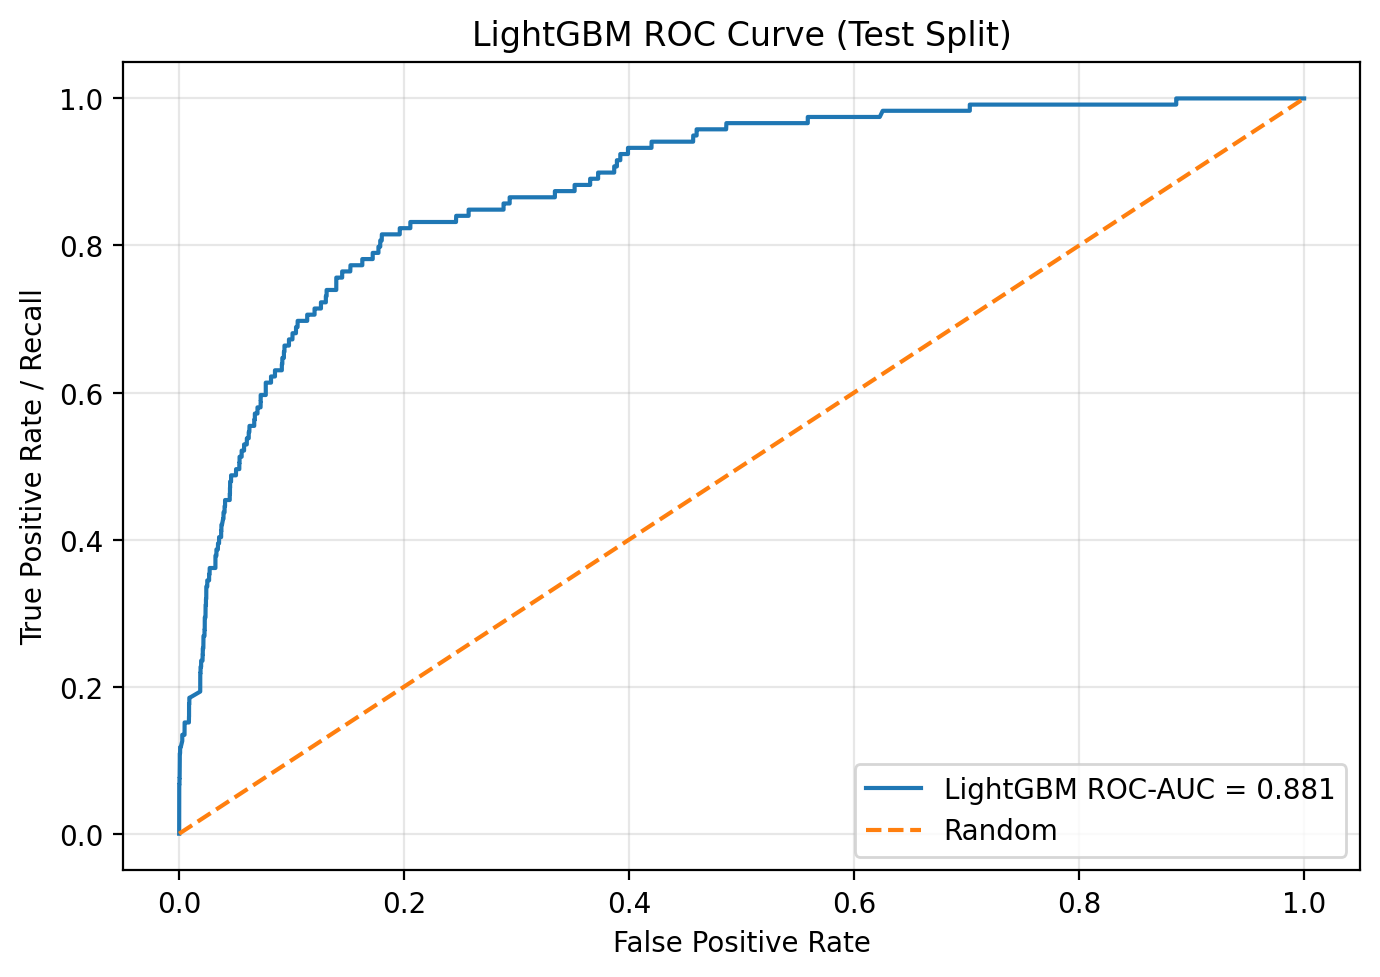 LightGBM ROC Curve (Test Split)
True Positive Rate / Recall
1.0
0.8
0.6
0.4
0.2
0.0
LightGBM ROC-AUC = 0.881
Random
0.0 0.2 0.4 0.6 0.8 1.0
False Positive Rate